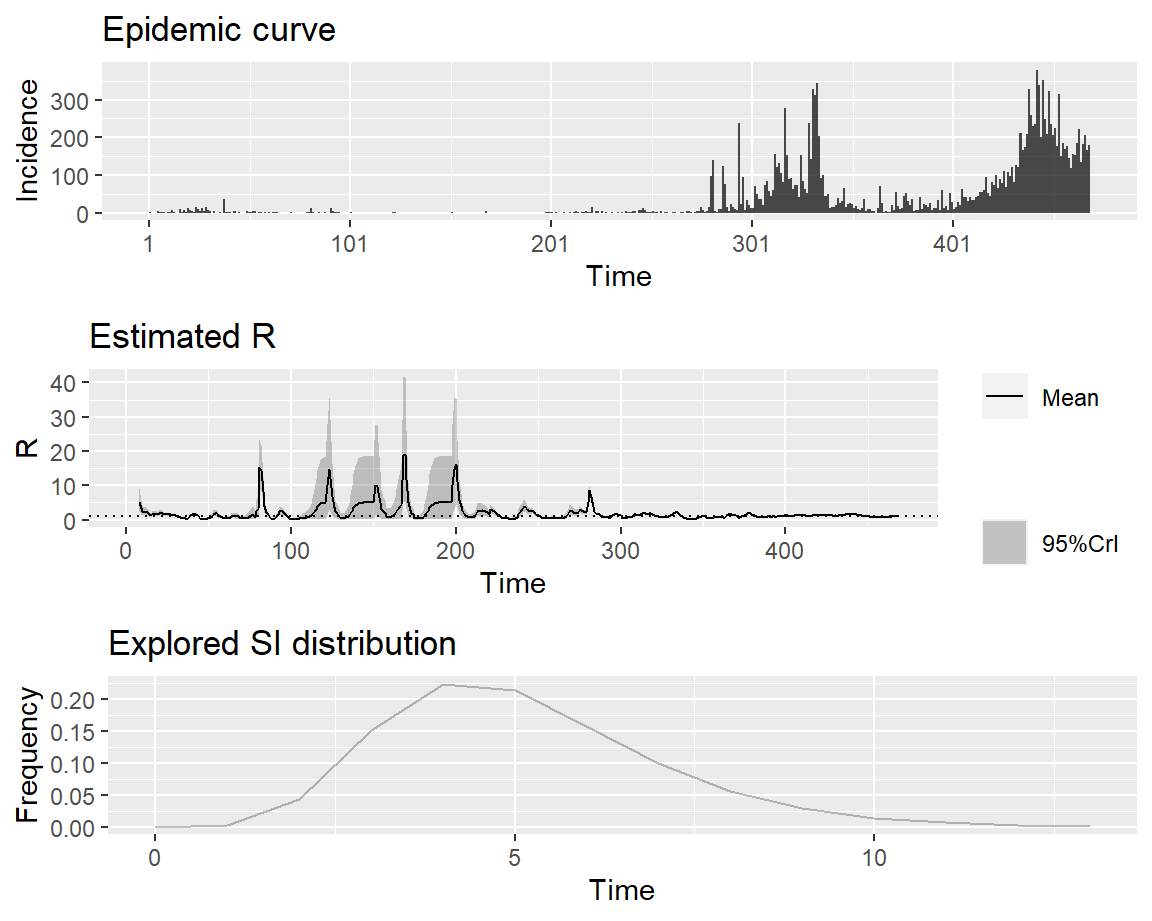 Epidemic curve
Incidence
300
200
100
0
1 101 201 301 401
Time
Estimated R
R
40
30
20
10
0
0 100 200 300 400
Time
Mean
95%CrI
Explored SI distribution
Frequency
0.20
0.15
0.10
0.05
0.00
0 5 10
Time